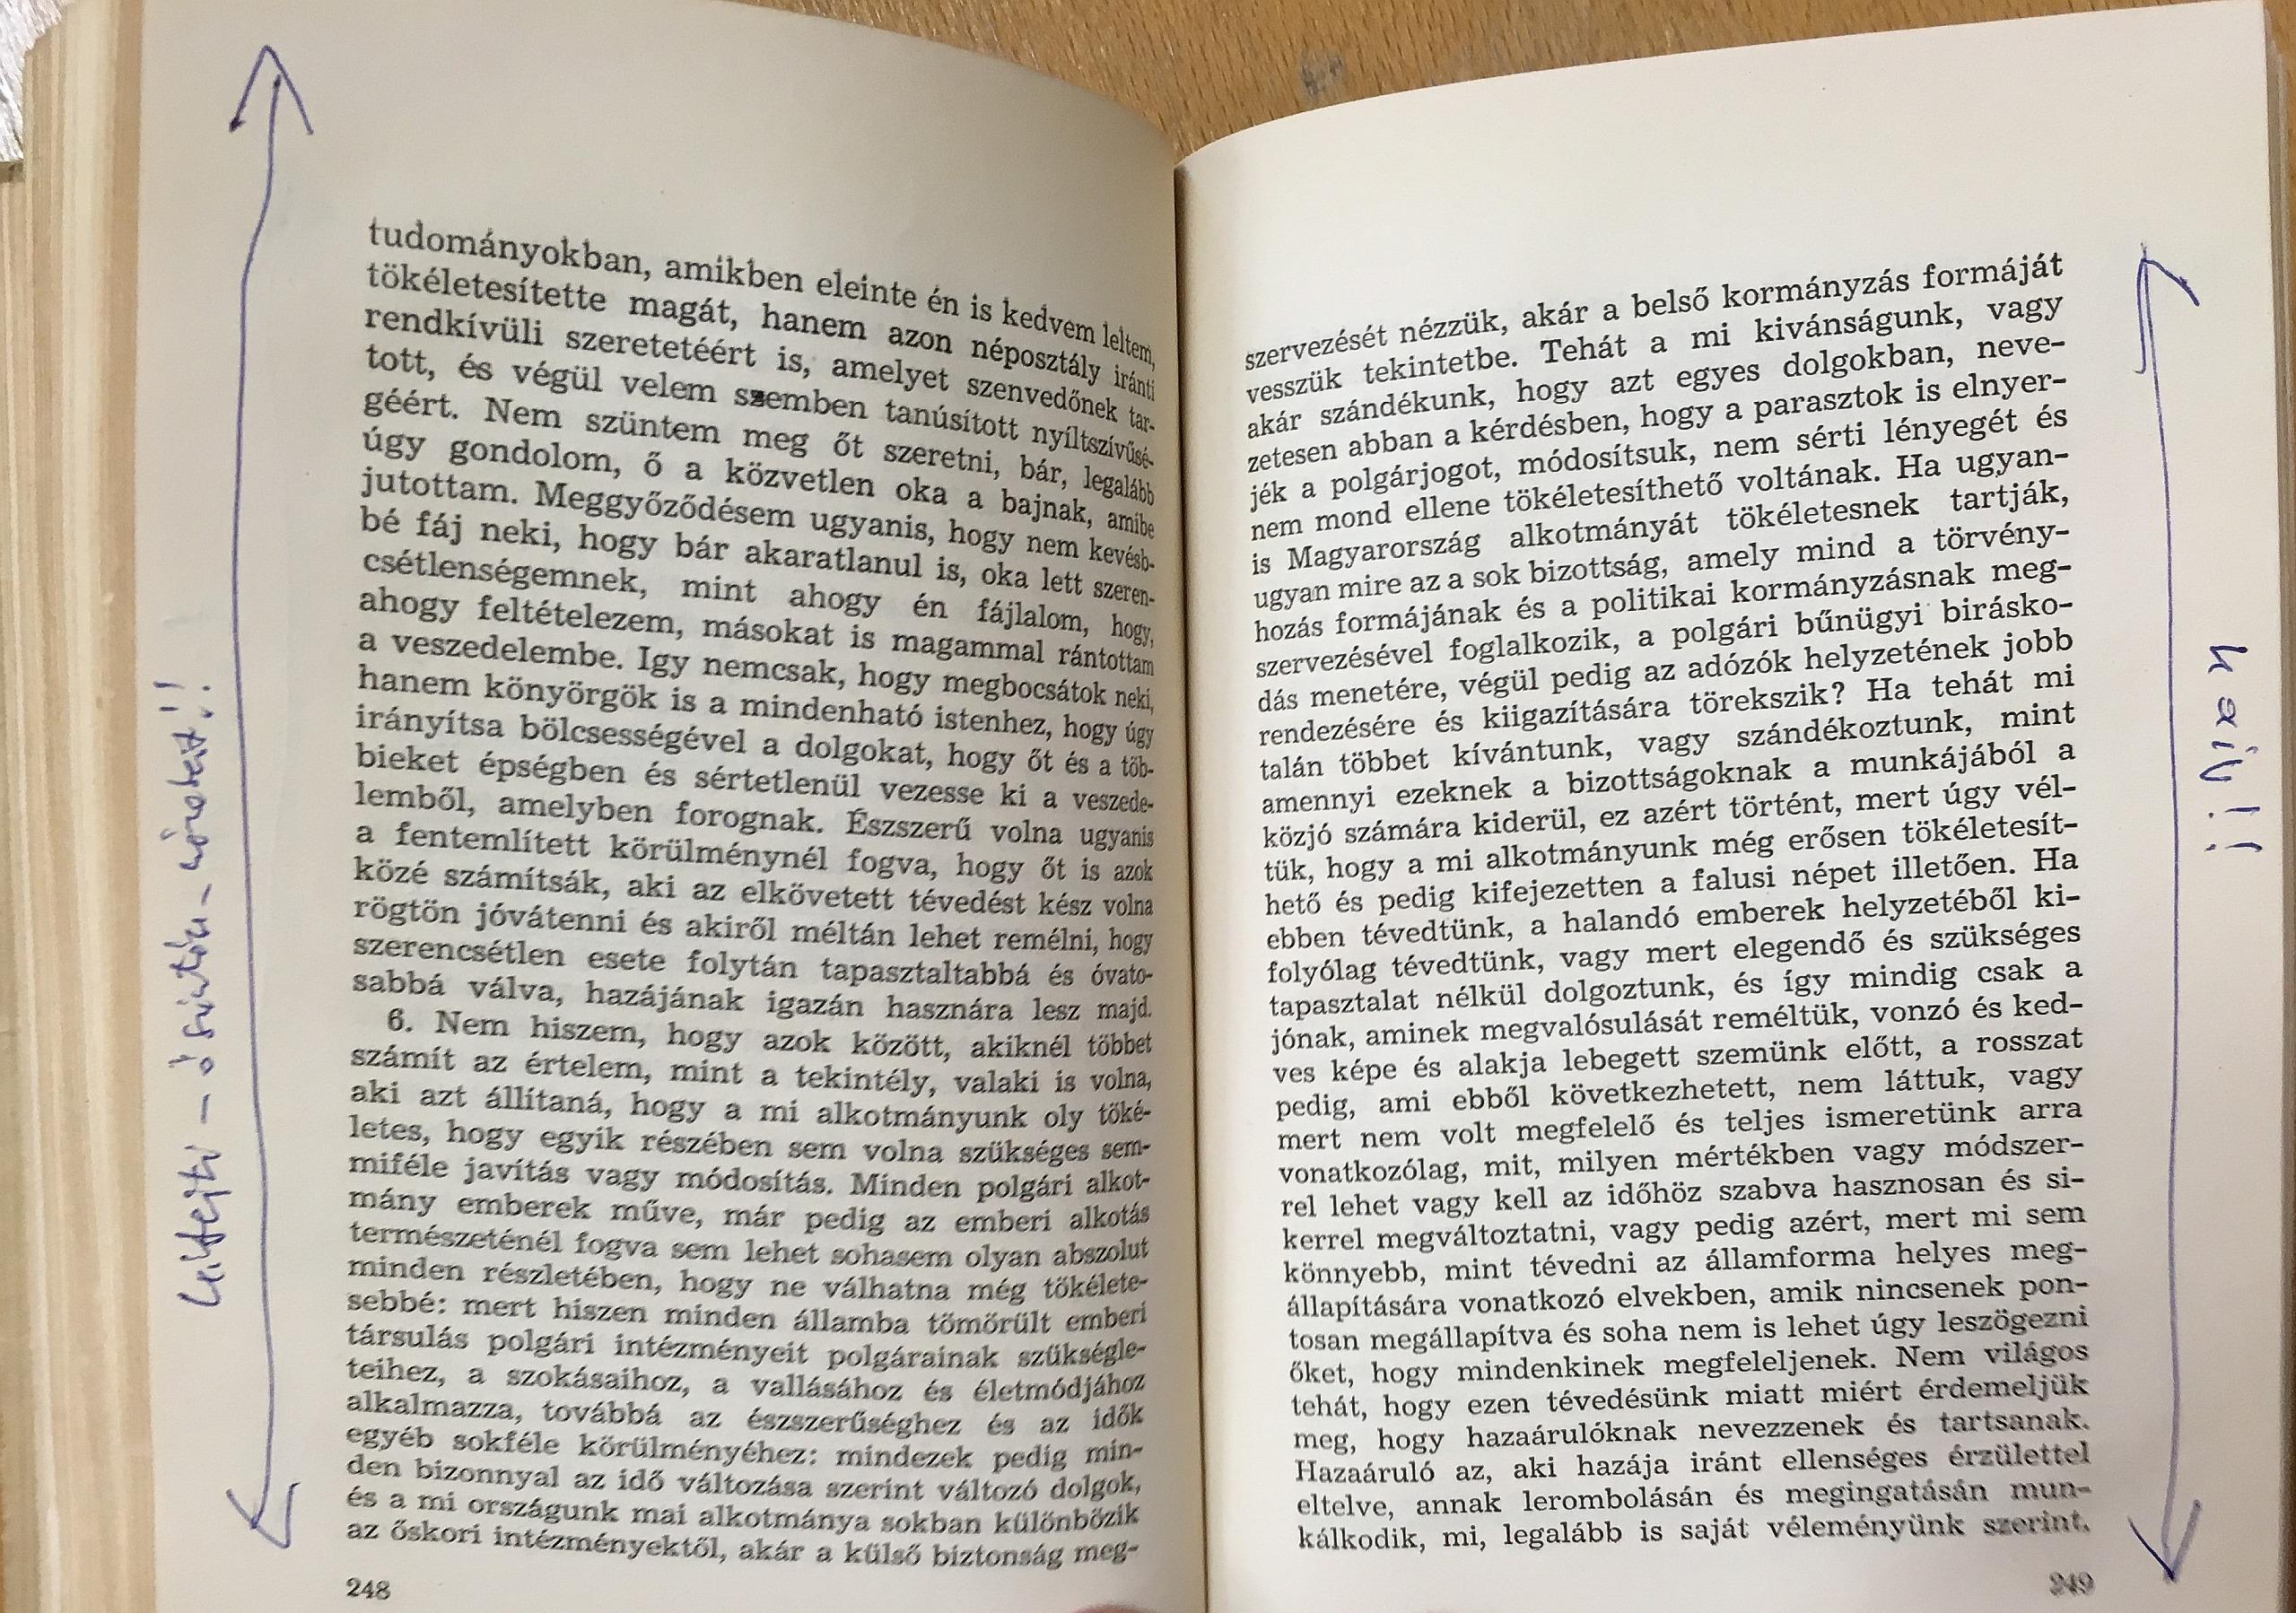 tudományokban, amikben eleinte én is kedvem leltem,
tökéletesítette magát, hanem azon néposztály iránti
rendkívüli szeretetéért is, amelyet szenvedőnek tar-
tott, és végül velem szemben tanúsított nyíltszívűsé-
géért. Nem szüntem meg őt szeretni, bár, legalább
úgy gondolom, ő a közvetlen oka a bajnak, amibe
jutottam. Meggyőződésem ugyanis, hogy nem kevésb-
bé fáj neki, hogy bár akaratlanul is, oka lett szeren-
csétlenségemnek, mint ahogy én fájlalom, hogy,
ahogy feltételezem, másokat is magammal rántottam
a veszedelembe. Igy nemcsak, hogy megbocsátok neki,
hanem könyörgök is a mindenható istenhez, hogy úgy
irányítsa bölcsességével a dolgokat, hogy őt és a töb-
bieket épségben és sértetlenül vezesse ki a veszede-
lemből, amelyben forognak. Észszerű volna ugyanis
a fentemlített körülménynél fogva, hogy őt is azok
közé számítsák, aki az elkövetett tévedést kész volna
rögtön jóvátenni és akiről méltán lehet remélni, hogy
szerencsétlen esete folytán tapasztaltabbá és óvato-
sabbá válva, hazájának igazán hasznára lesz majd.
6. Nem hiszem, hogy azok között, akiknél többet
számít az értelem, mint a tekintély, valaki is volna,
aki azt állítaná, hogy a mi alkotmányunk oly töké-
letes, hogy egyik részében sem volna szükséges sem-
miféle javítás vagy módosítás. Minden polgári alkot-
mány emberek műve, már pedig az emberi alkotás
természeténél fogva sem lehet sohasem olyan abszolut
minden részletében, hogy ne válhatna még tökélete-
sebbé: mert hiszen minden államba tömörült emberi
társulás polgári intézményeit polgárainak szükségle-
teihez, a szokásaihoz, a vallásához és életmódjához
alkalmazza, továbbá az észszerűséghez és az idők
egyéb sokféle körülményéhez: mindezek pedig min-
den bizonnyal az idő változása szerint változó dolgok,
és a mi országunk mai alkotmánya sokban különbözik
az őskori intézményektől, akár a külső biztonság meg-
248
szervezését nézzük, akár a belső kormányzás formáját
vesszük tekintetbe. Tehát a mi kivánságunk, vagy
akár szándékunk, hogy azt egyes dolgokban, neve-
zetesen abban a kérdésben, hogy a parasztok is elnyer-
jék a polgárjogot, módosítsuk, nem sérti lényegét és
nem mond ellene tökéletesíthető voltának. Ha ugyan-
is Magyarország alkotmányát tökéletesnek tartják,
ugyan mire az a sok bizottság, amely mind a törvény-
hozás formájának és a politikai kormányzásnak meg-
szervezésével foglalkozik, a polgári bűnügyi birásko-
dás menetére, végül pedig az adózók helyzetének jobb
rendezésére és kiigazítására törekszik? Ha tehát mi
talán többet kívántunk, vagy szándékoztunk, mint
amennyi ezeknek a bizottságoknak a munkájából a
közjó számára kiderül, ez azért történt, mert úgy vél-
tük, hogy a mi alkotmányunk még erősen tökéletesít-
hető és pedig kifejezetten a falusi népet illetően. Ha
ebben tévedtünk, a halandó emberek helyzetéből ki-
folyólag tévedtünk, vagy mert elegendő és szükséges
tapasztalat nélkül dolgoztunk, és így mindig csak a
jónak, aminek megvalósulását reméltük, vonzó és ked-
ves képe és alakja lebegett szemünk előtt, a rosszat
pedig, ami ebből következhetett, nem láttuk, vagy
mert nem volt megfelelő és teljes ismeretünk arra
vonatkozólag, mit, milyen mértékben vagy módszer-
rel lehet vagy kell az időhöz szabva hasznosan és si-
kerrel megváltoztatni, vagy pedig azért, mert mi sem
könnyebb, mint tévedni az államforma helyes meg-
állapítására vonatkozó elvekben, amik nincsenek pon-
tosan megállapítva és soha nem is lehet úgy leszögezni
őket, hogy mindenkinek megfeleljenek. Nem világos
tehát, hogy ezen tévedésünk miatt miért érdemeljük
meg, hogy hazaárulóknak nevezzenek és tartsanak.
Hazaáruló az, aki hazája iránt ellenséges érzülettel
eltelve, annak lerombolásán és megingatásán mun-
kálkodik, mi, legalább is saját véleményünk szerint,
249
kifejti – őszintén –
naív!!